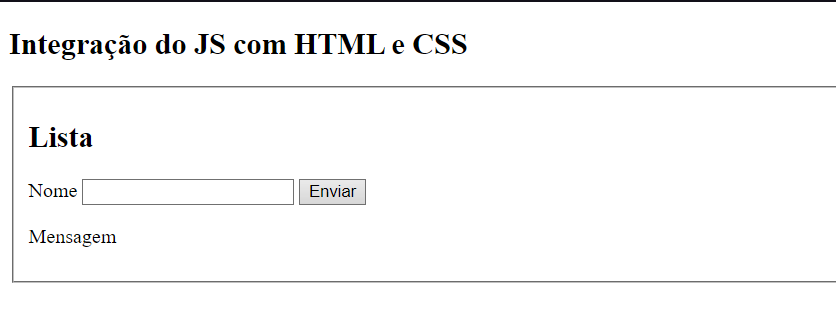 Integração do JS com HTML e CSS
Lista
Nome Enviar
Mensagem